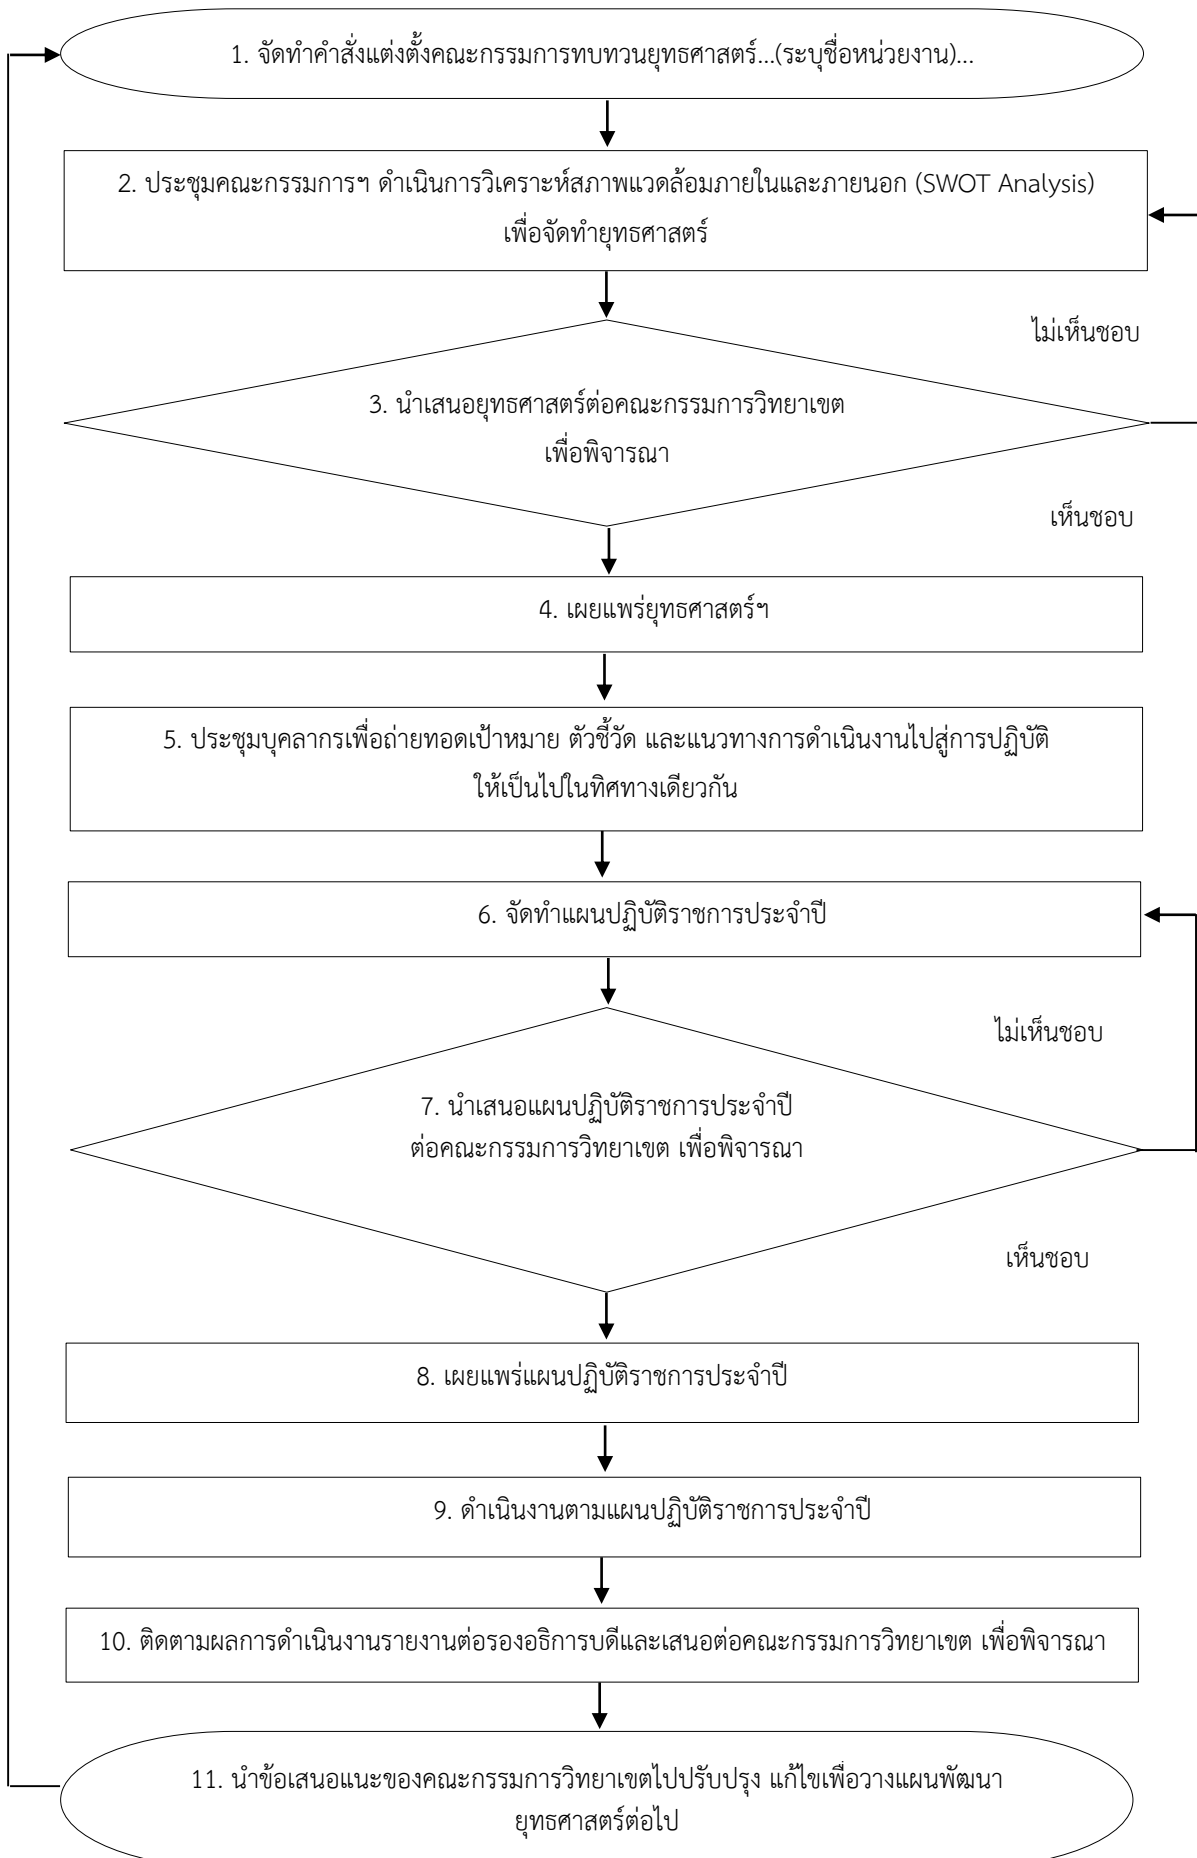 1. จัดทำคำสั่งแต่งตั้งคณะกรรมการทบทวนยุทธศาสตร์...(ระบุชื่อหน่วยงาน)...
2. ประชุมคณะกรรมการฯ ดำเนินการวิเคราะห์สภาพแวดล้อมภายในและภายนอก (SWOT Analysis)
เพื่อจัดทำยุทธศาสตร์
ไม่เห็นชอบ
3. นำเสนอยุทธศาสตร์ต่อคณะกรรมการวิทยาเขต
เพื่อพิจารณา
เห็นชอบ
4. เผยแพร่ยุทธศาสตร์ฯ
5. ประชุมบุคลากรเพื่อถ่ายทอดเป้าหมาย ตัวชี้วัด และแนวทางการดำเนินงานไปสู่การปฏิบัติ
ให้เป็นไปในทิศทางเดียวกัน
6. จัดทำแผนปฏิบัติราชการประจำปี
ไม่เห็นชอบ
7. นำเสนอแผนปฏิบัติราชการประจำปี
ต่อคณะกรรมการวิทยาเขต เพื่อพิจารณา
เห็นชอบ
8. เผยแพร่แผนปฏิบัติราชการประจำปี
9. ดำเนินงานตามแผนปฏิบัติราชการประจำปี
10. ติดตามผลการดำเนินงานรายงานต่อรองอธิการบดีและเสนอต่อคณะกรรมการวิทยาเขต เพื่อพิจารณา
11. นำข้อเสนอแนะของคณะกรรมการวิทยาเขตไปปรับปรุง แก้ไขเพื่อวางแผนพัฒนา
ยุทธศาสตร์ต่อไป